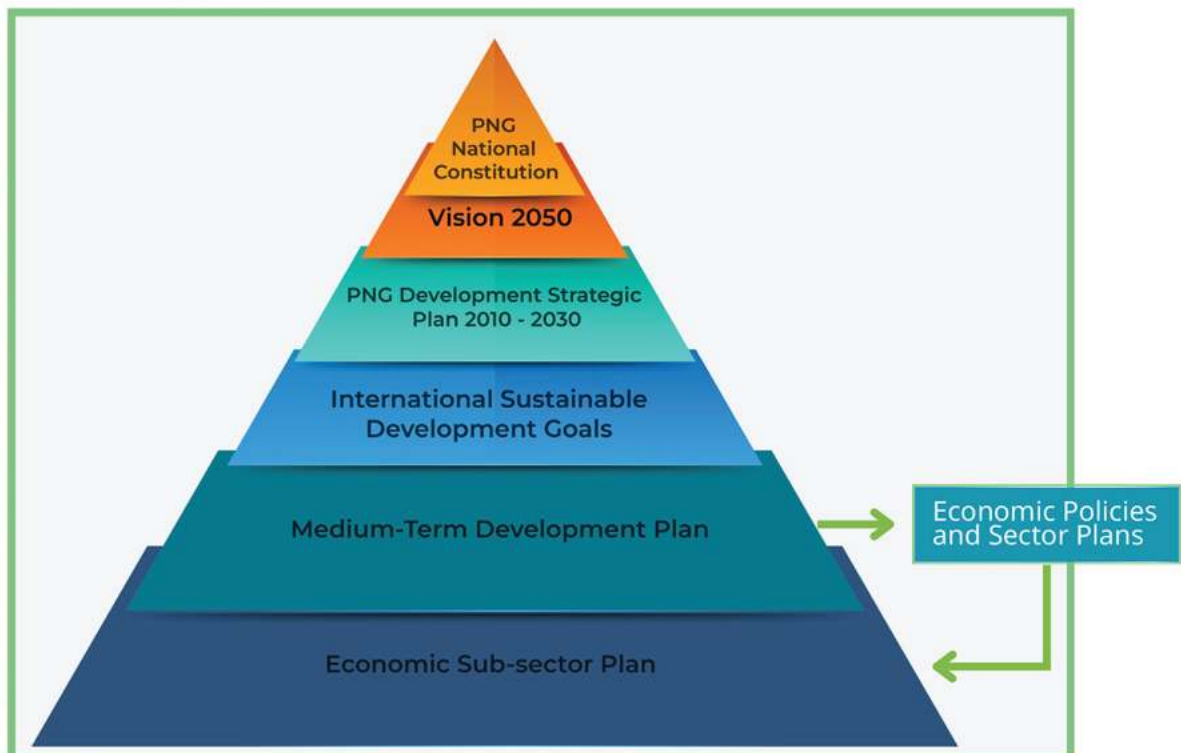 PNG
National
Constitution
Vision 2050
PNG Development Strategic
Plan 2010 - 2030
International Sustainable
Development Goals
Medium-Term Development Plan
Economic Policies
and Sector Plans
Economic Sub-sector Plan